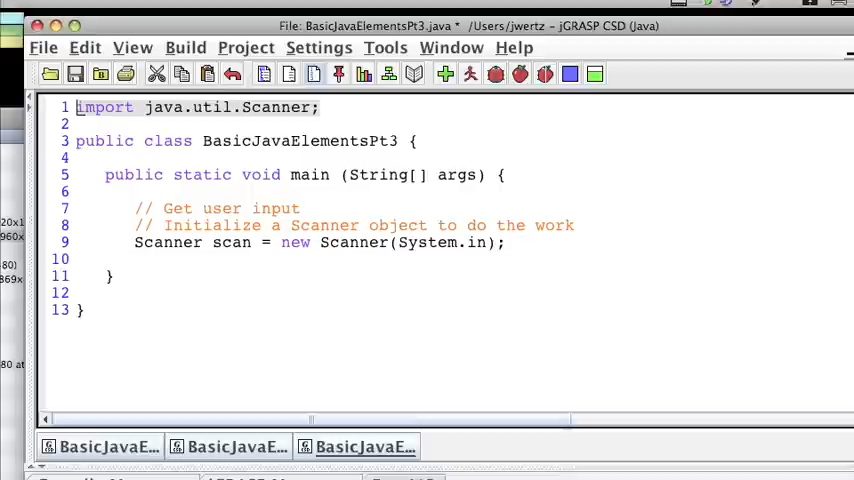 File: BasicJavaElementsPt3.java * /Users/jwertz - jGRASP CSD (Java)
File Edit View Build Project Settings Tools Window Help
1 import java.util.Scanner;
2
3 public class BasicJavaElementsPt3 {
4
5 public static void main (String[] args) {
6
7 // Get user input
8 // Initialize a Scanner object to do the work
9 Scanner scan = new Scanner(System.in);
10
11 }
12
13 }
BasicJavaE... BasicJavaE... BasicJavaE...